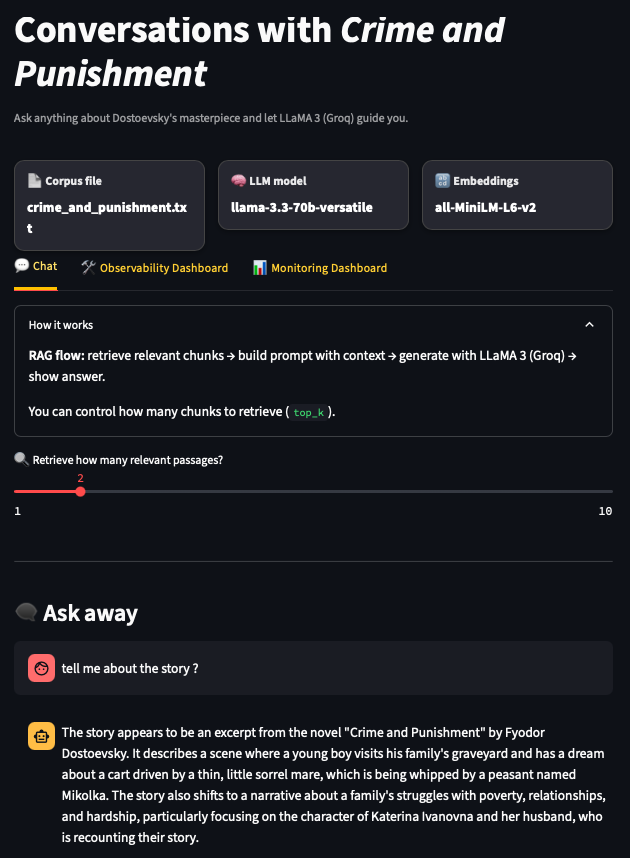 Conversations with Crime and
Punishment
Ask anything about Dostoevsky's masterpiece and let LLaMA 3 (Groq) guide you.
📄 Corpus file
crime_and_punishment.tx
t
🧠 LLM model
llama-3.3-70b-versatile
🔡 Embeddings
all-MiniLM-L6-v2
💬 Chat
🛠️ Observability Dashboard
📊 Monitoring Dashboard
How it works
RAG flow: retrieve relevant chunks → build prompt with context → generate with LLaMA 3 (Groq) →
show answer.
You can control how many chunks to retrieve ( top_k ).
🔍 Retrieve how many relevant passages?
2
1
10
🗨️ Ask away
tell me about the story ?
The story appears to be an excerpt from the novel "Crime and Punishment" by Fyodor
Dostoevsky. It describes a scene where a young boy visits his family's graveyard and has a dream
about a cart driven by a thin, little sorrel mare, which is being whipped by a peasant named
Mikolka. The story also shifts to a narrative about a family's struggles with poverty, relationships,
and hardship, particularly focusing on the character of Katerina Ivanovna and her husband, who
is recounting their story.